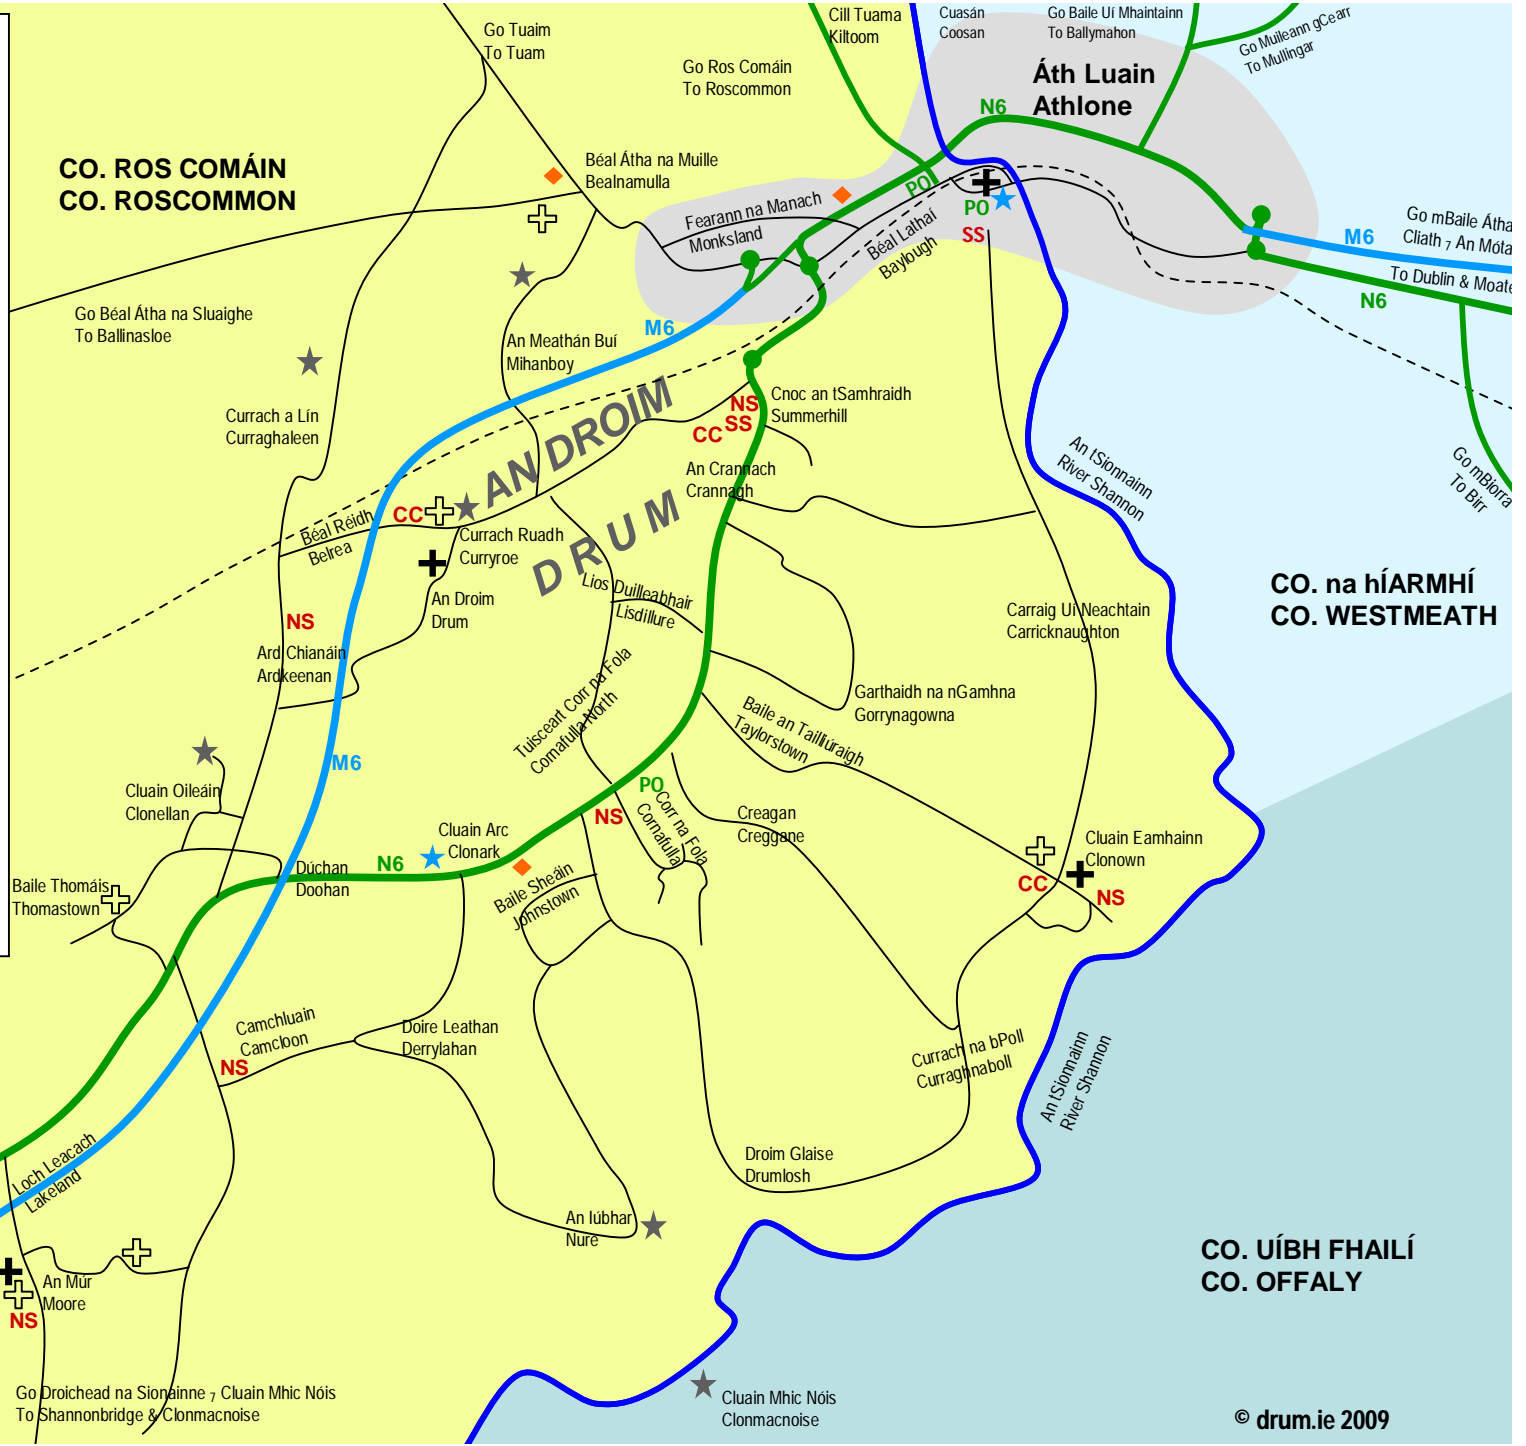 Go Tuaim
To Tuam
Cill Tuama
Kiltoom
Cuasán
Coosan
Go Baile Uí Mhaintainn
To Ballymahon
Go Muileann gCearr
To Mullingar
Go Ros Comáin
To Roscommon
Áth Luain
Athlone
N6
CO. ROS COMÁIN
CO. ROSCOMMON
Béal Átha na Muille
Bealnamulla
PO
Fearann na Manach
Monksland
Béal Lathaí
Baylough
PO
SS
Go mBaile Átha
Cliath ⁊ An Móta
M6
To Dublin & Moate
N6
Go Béal Átha na Sluaighe
To Ballinasloe
M6
An Meathán Buí
Mihanboy
Currach a Lín
Curraghaleen
NS
SS
CC
Cnoc an tSamhraidh
Summerhill
AN DROIM
DRUM
An Crannach
Crannagh
An tSionnainn
River Shannon
Go mBiorra
To Birr
CC
Béal Réidh
Belrea
Currach Ruadh
Curryroe
An Droim
Drum
Lios Duilleabhair
Lisdillure
CO. na hÍARMHÍ
CO. WESTMEATH
Carraig Uí Neachtain
Carricknaughton
NS
Ard Chianáin
Ardkeenan
Tuisceart Corr na Fola
Cornafulla North
Garthaidh na nGamhna
Gorrynagowna
Baile an Tailliúraigh
Taylorstown
M6
Cluain Oileáin
Clonellan
PO
NS
Corr na Fola
Cornafulla
Creagan
Creggane
Cluain Arc
Clonark
Cluain Eamhainn
Clonown
CC
NS
Dúchan
Doohan
N6
Baile Thomáis
Thomastown
Baile Sheáin
Johnstown
Camchluain
Camcloon
NS
Doire Leathan
Derrylahan
Currach na bPoll
Curraghnaboll
An tSionnainn
River Shannon
Loch Leacach
Lakeland
Droim Glaise
Drumlosh
An Iúbhar
Nure
An Múr
Moore
NS
CO. UÍBH FHAILÍ
CO. OFFALY
Go Droichead na Sionainne ⁊ Cluain Mhic Nóis
To Shannonbridge & Clonmacnoise
Cluain Mhic Nóis
Clonmacnoise
© drum.ie 2009